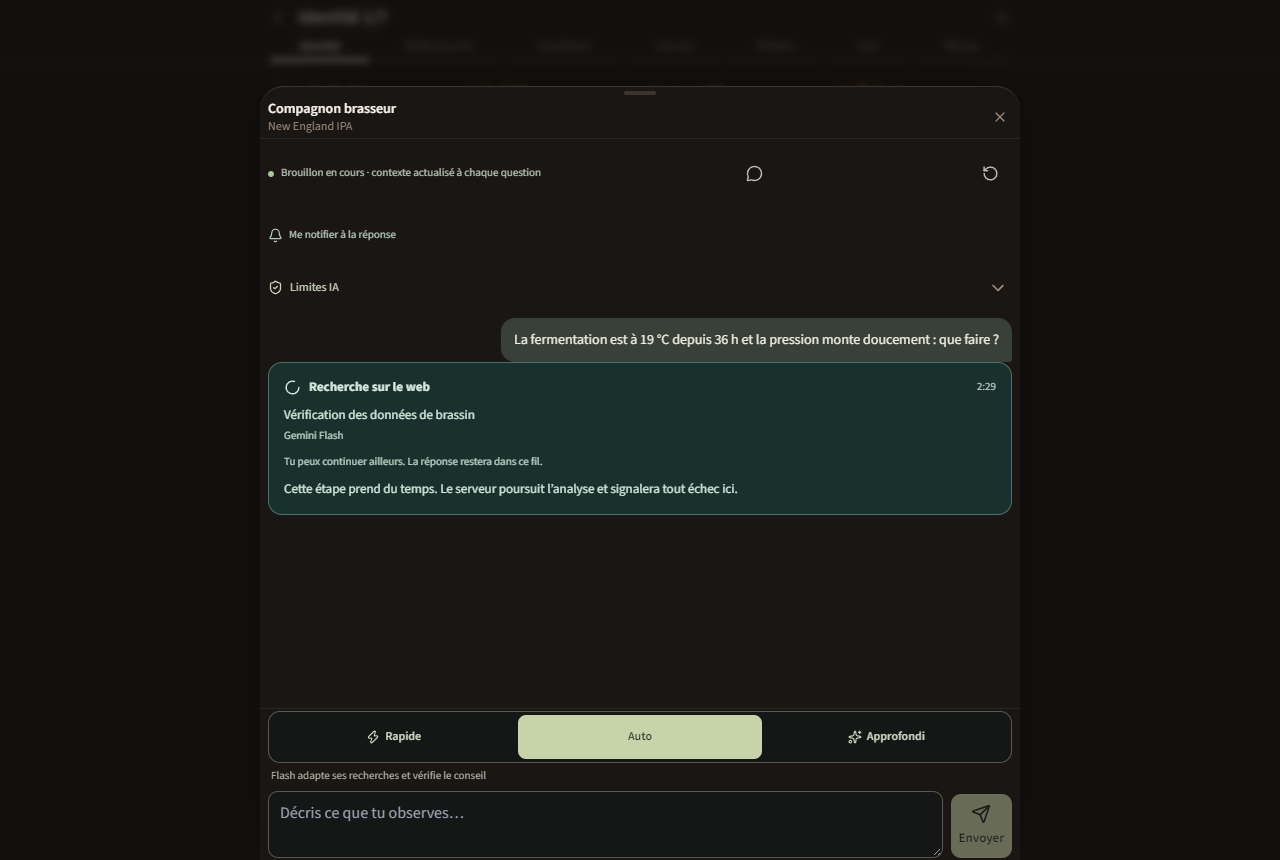 Compagnon brasseur
New England IPA
Brouillon en cours · contexte actualisé à chaque question
Me notifier à la réponse
Limites IA
La fermentation est à 19 °C depuis 36 h et la pression monte doucement : que faire ?
Recherche sur le web
2:29
Vérification des données de brassin
Gemini Flash
Tu peux continuer ailleurs. La réponse restera dans ce fil.
Cette étape prend du temps. Le serveur poursuit l’analyse et signalera tout échec ici.
Rapide
Auto
Approfondi
Flash adapte ses recherches et vérifie le conseil
Décris ce que tu observes…
Envoyer